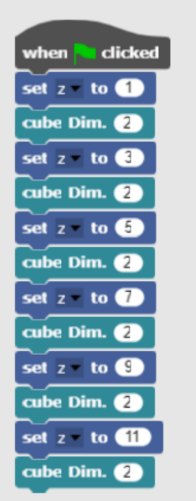 when clicked
set z to 1
cube Dim. 2
set z to 3
cube Dim. 2
set z to 5
cube Dim. 2
set z to 7
cube Dim. 2
set z to 9
cube Dim. 2
set z to 11
cube Dim. 2